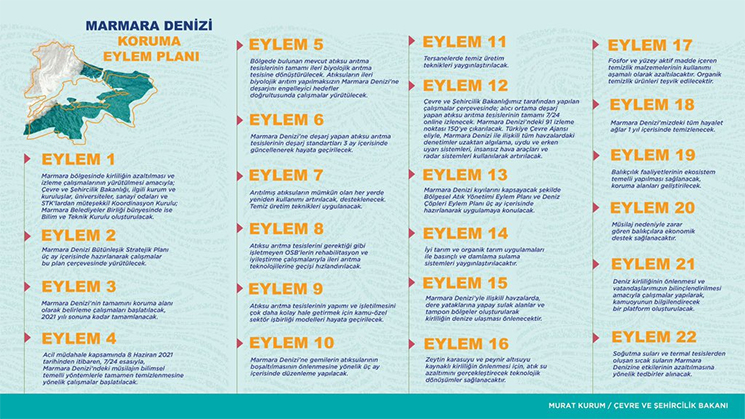 MARMARA DENİZİ
KORUMA
EYLEM PLANI
EYLEM 1
Marmara bölgesinde kirliliğin azaltılması ve
izleme çalışmalarının yürütülmesi amacıyla;
Çevre ve Şehircilik Bakanlığı, ilgili kurum ve
kuruluşlar, üniversiteler, sanayi odaları ve
STK'lardan müteşekkil Koordinasyon Kurulu;
Marmara Belediyeler Birliği bünyesinde ise
Bilim ve Teknik Kurulu oluşturulacak.
EYLEM 2
Marmara Denizi Bütünleşik Stratejik Planı
üç ay içerisinde hazırlanarak çalışmalar
bu plan çerçevesinde yürütülecek.
EYLEM 3
Marmara Denizi'nin tamamını koruma alanı
olarak belirleme çalışmaları başlatılacak,
2021 yılı sonuna kadar tamamlanacak.
EYLEM 4
Acil müdahale kapsamında 8 Haziran 2021
tarihinden itibaren, 7/24 esasıyla,
Marmara Denizi'ndeki müsilajın bilimsel
temelli yöntemlerle tamamen temizlenmesine
yönelik çalışmalar başlatılacak.
EYLEM 5
Bölgede bulunan mevcut atıksu arıtma
tesislerinin tamamı ileri biyolojik arıtma
tesisine dönüştürülecek. Atıksuların ileri
biyolojik arıtım yapılmaksızın Marmara Denizi'ne
deşarjını engelleyici hedefler
doğrultusunda çalışmalar yürütülecek.
EYLEM 6
Marmara Denizi'ne deşarj yapan atıksu arıtma
tesislerinin deşarj standartları 3 ay içerisinde
güncellenerek hayata geçirilecek.
EYLEM 7
Arıtılmış atıksuların mümkün olan her yerde
yeniden kullanımı artırılacak, desteklenecek.
Temiz üretim teknikleri uygulanacak.
EYLEM 8
Atıksu arıtma tesislerini gerektiği gibi
işletmeyen OSB'lerin rehabilitasyon ve
iyileştirme çalışmalarıyla ileri arıtma
teknolojilerine geçişi hızlandırılacak.
EYLEM 9
Atıksu arıtma tesislerinin yapımı ve işletilmesini
çok daha kolay hale getirmek için kamu-özel
sektör işbirliği modelleri hayata geçirilecek.
EYLEM 10
Marmara Denizi'ne gemilerin atıksularının
boşaltılmasının önlenmesine yönelik üç ay
içerisinde düzenleme yapılacak.
EYLEM 11
Tersanelerde temiz üretim
teknikleri yaygınlaştırılacak.
EYLEM 12
Çevre ve Şehircilik Bakanlığımız tarafından yapılan
çalışmalar çerçevesinde; alıcı ortama deşarj
yapan atıksu arıtma tesislerinin tamamı 7/24
online izlenecek. Marmara Denizi'ndeki 91 izleme
noktası 150'ye çıkarılacak. Türkiye Çevre Ajansı
eliyle, Marmara Denizi ile ilişkili tüm havzalardaki
denetimler uzaktan algılama, uydu ve erken
uyarı sistemleri, insansız hava araçları ve
radar sistemleri kullanılarak artırılacak.
EYLEM 13
Marmara Denizi kıyılarını kapsayacak şekilde
Bölgesel Atık Yönetimi Eylem Planı ve Deniz
Çöpleri Eylem Planı üç ay içerisinde
hazırlanarak uygulamaya konulacak.
EYLEM 14
İyi tarım ve organik tarım uygulamaları
ile basınçlı ve damlama sulama
sistemleri yaygınlaştırılacaktır.
EYLEM 15
Marmara Denizi'yle ilişkili havzalarda,
dere yataklarına yapay sulak alanlar ve
tampon bölgeler oluşturularak
kirliliğin denize ulaşması önlenecektir.
EYLEM 16
Zeytin karasuyu ve peynir altısuyu
kaynaklı kirliliğin önlenmesi için, atık su
azaltımını gerçekleştirecek teknolojik
dönüşümler sağlanacaktır.
EYLEM 17
Fosfor ve yüzey aktif madde içeren
temizlik malzemelerinin kullanımı
aşamalı olarak azaltılacaktır. Organik
temizlik ürünleri teşvik edilecektir.
EYLEM 18
Marmara Denizi'mizdeki tüm hayalet
ağlar 1 yıl içerisinde temizlenecek.
EYLEM 19
Balıkçılık faaliyetlerinin ekosistem
temelli yapılması sağlanacak,
koruma alanları geliştirilecek.
EYLEM 20
Müsilaj nedeniyle zarar
gören balıkçılara ekonomik
destek sağlanacaktır.
EYLEM 21
Deniz kirliliğinin önlenmesi ve
vatandaşlarımızın bilinçlendirilmesi
amacıyla çalışmalar yapılarak,
kamuoyunun bilgilendirilecek
bir platform oluşturulacak.
EYLEM 22
Soğutma suları ve termal tesislerden
oluşan sıcak suların Marmara
Denizine etkilerinin azaltılmasına
yönelik tedbirler alınacak.
MURAT KURUM / ÇEVRE VE ŞEHİRCİLİK BAKANI